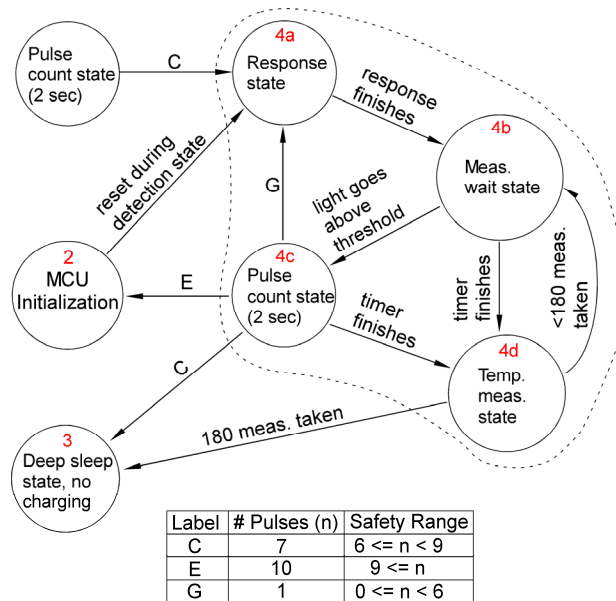 Pulse
count state
(2 sec)
C
4a
Response
state
response
finishes
4b
Meas.
wait state
reset during
detection state
G
light goes
above
threshold
2
MCU
Initialization
E
4c
Pulse
count state
(2 sec)
timer
finishes
timer
finishes
<180 meas.
taken
4d
Temp.
meas.
state
C
180 meas. taken
3
Deep sleep
state, no
charging
Label # Pulses (n) Safety Range
C 7 6 <= n < 9
E 10 9 <= n
G 1 0 <= n < 6